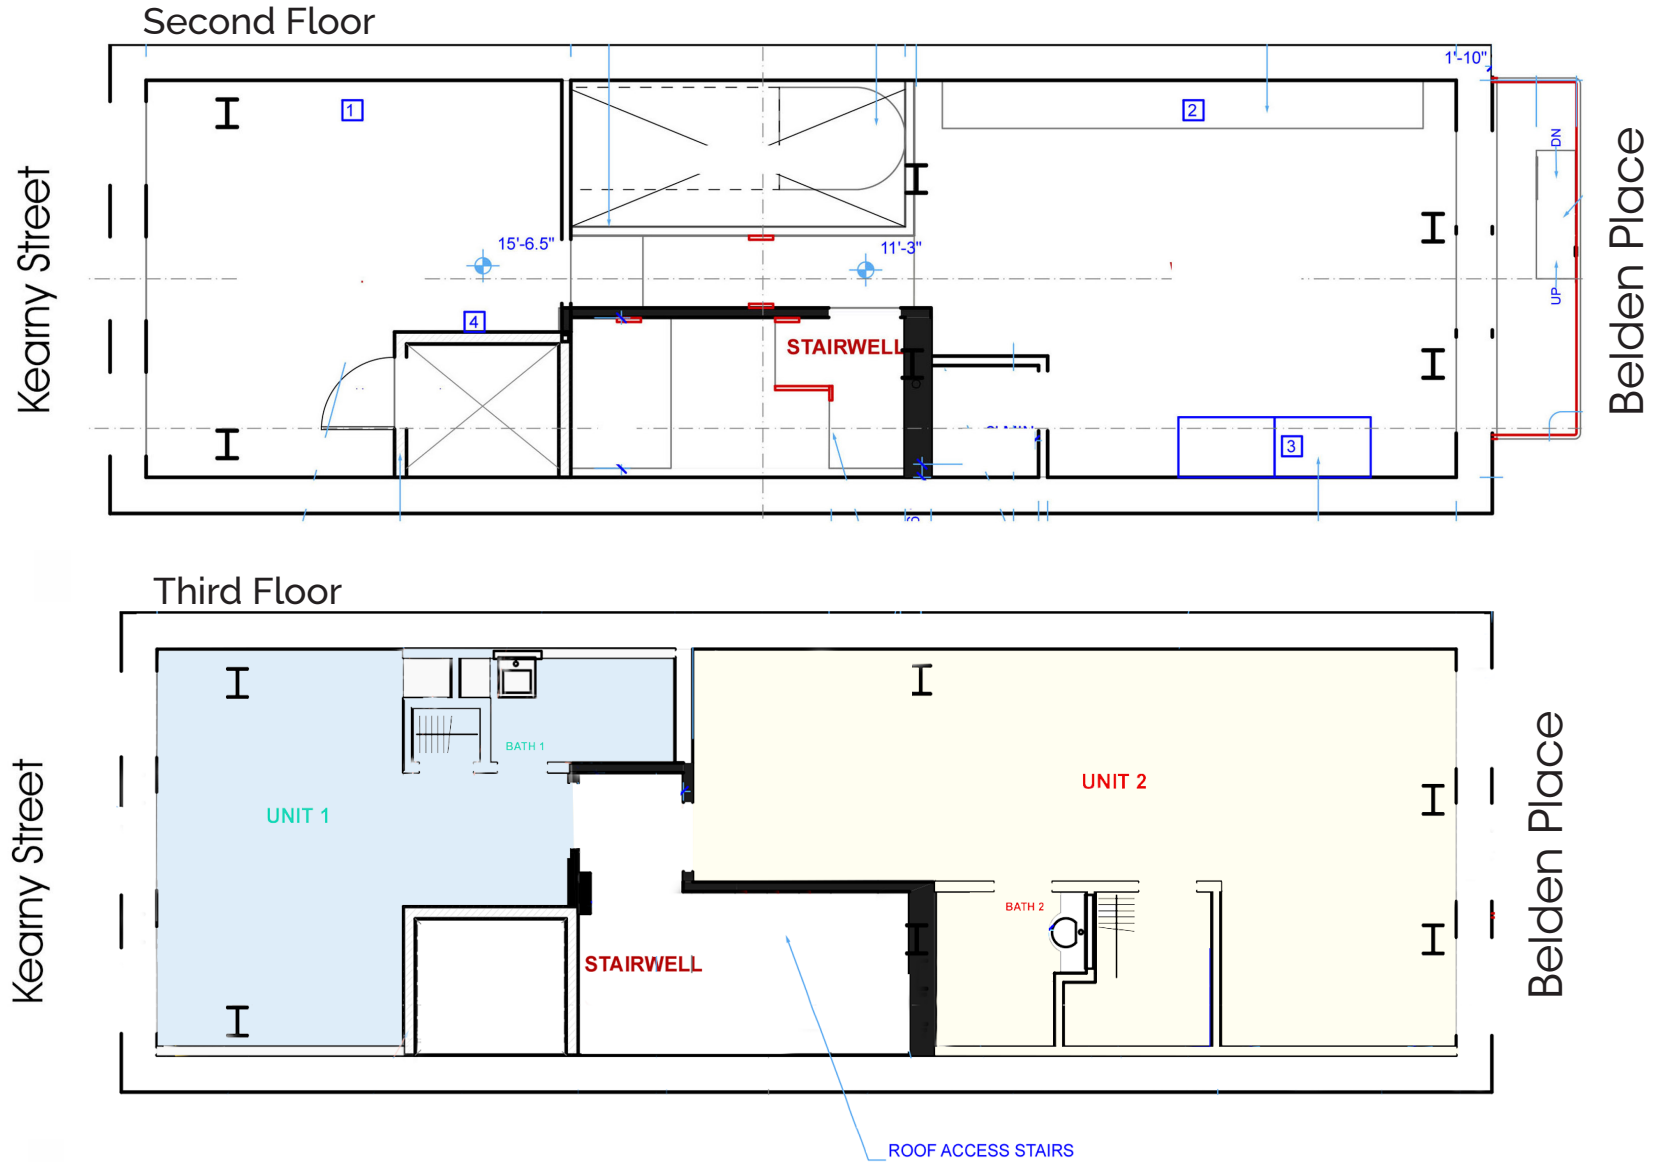 Second Floor
1'-10"
1
2
DN
Kearny Street
Belden Place
15'-6.5"
11'-3"
4
UP
STAIRWELL
3
Third Floor
BATH 1
UNIT 1
UNIT 2
Kearny Street
Belden Place
BATH 2
STAIRWELL
ROOF ACCESS STAIRS